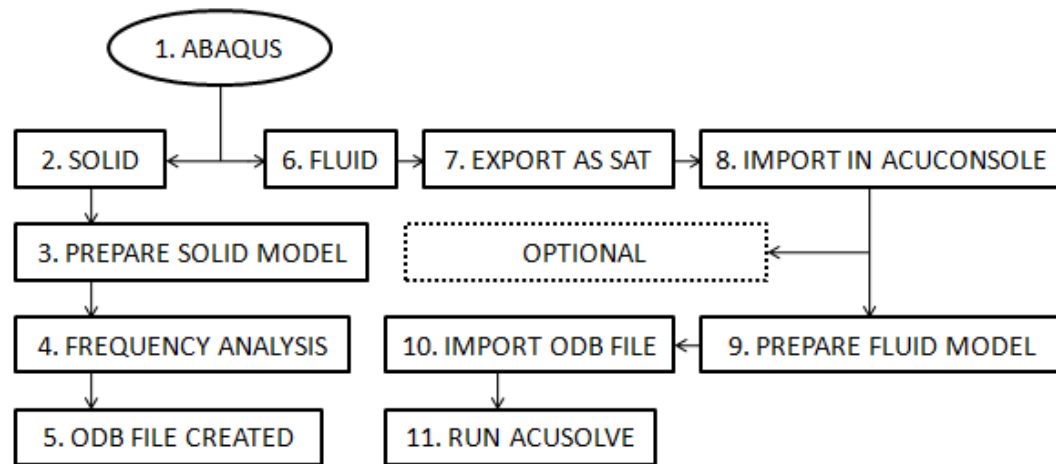 1. ABAQUS
2. SOLID
6. FLUID
7. EXPORT AS SAT
8. IMPORT IN ACUCONSOLE
3. PREPARE SOLID MODEL
OPTIONAL
4. FREQUENCY ANALYSIS
10. IMPORT ODB FILE
9. PREPARE FLUID MODEL
5. ODB FILE CREATED
11. RUN ACUSOLVE